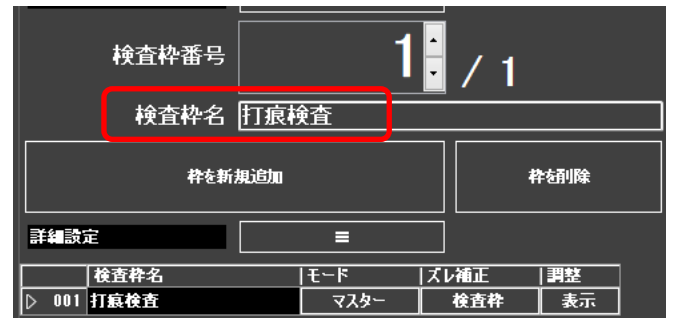 検査枠番号 1 / 1
検査枠名 打痕検査
枠を新規追加 枠を削除
詳細設定 ≡
検査枠名 モード ズレ補正 調整
001 打痕検査 マスター 検査枠 表示